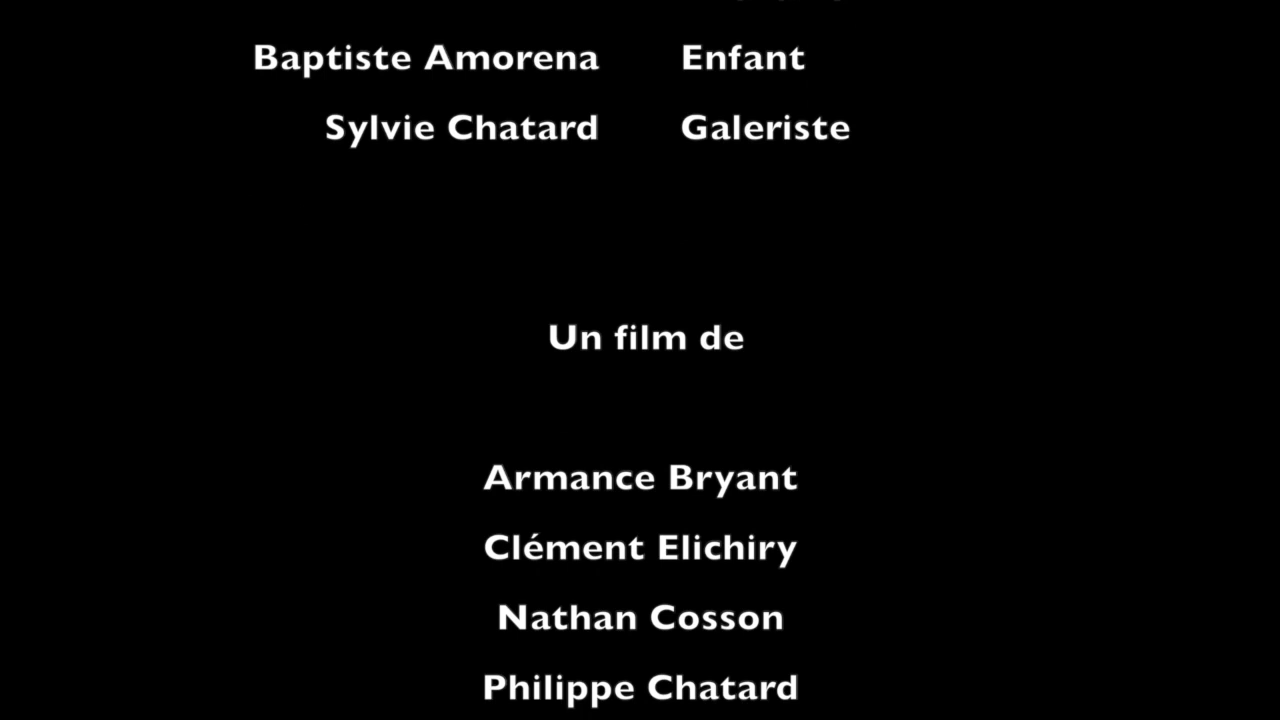 Baptiste Amorena Enfant
Sylvie Chatard Galeriste
Un film de
Armance Bryant
Clément Elichiry
Nathan Cosson
Philippe Chatard